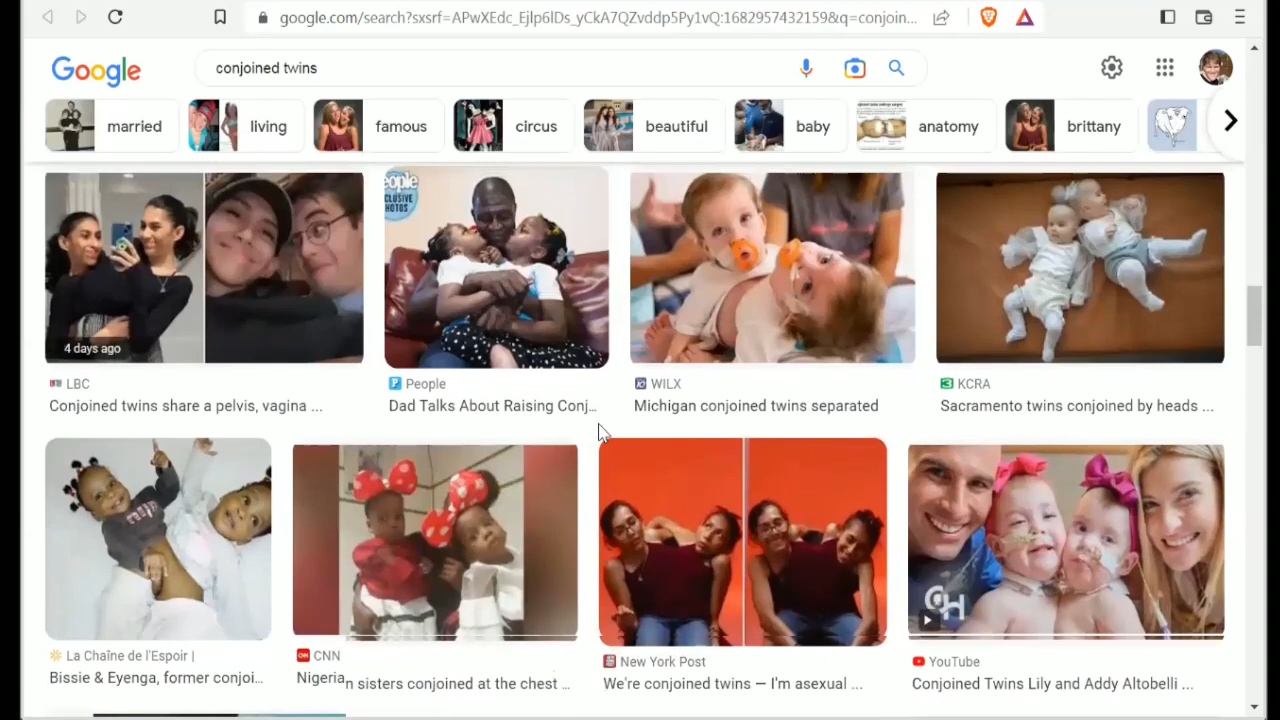 google.com/search?sxsrf=APwXEdc_Ejlp6lDs_yCkA7QZvddp5Py1vQ:1682957432159&q=conjoin...
Google
conjoined twins
married
living
famous
circus
beautiful
baby
anatomy
brittany
4 days ago
People
EXCLUSIVE
PHOTOS
LBC
Conjoined twins share a pelvis, vagina ...
People
Dad Talks About Raising Conj...
WILX
Michigan conjoined twins separated
KCRA
Sacramento twins conjoined by heads ...
La Chaîne de l'Espoir |
Bissie & Eyenga, former conjoi...
CNN
Nigerian sisters conjoined at the chest ...
New York Post
We're conjoined twins — I'm asexual ...
YouTube
Conjoined Twins Lily and Addy Altobelli ...